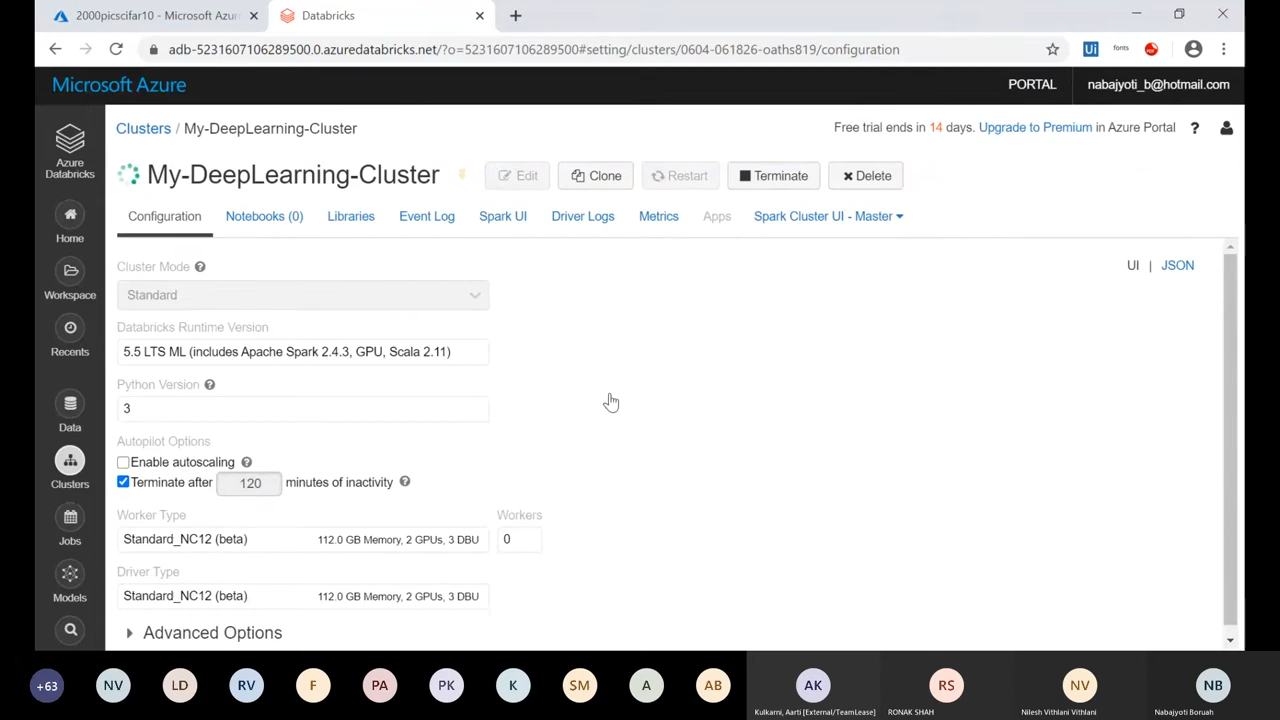 2000picscifar10 - Microsoft Azur
Databricks
adb-5231607106289500.0.azuredatabricks.net/?o=5231607106289500#setting/clusters/0604-061826-oaths819/configuration
Ui
fonts
Microsoft Azure
PORTAL
nabajyoti_b@hotmail.com
Azure
Databricks
Home
Workspace
Recents
Data
Clusters
Jobs
Models
Clusters / My-DeepLearning-Cluster
Free trial ends in 14 days. Upgrade to Premium in Azure Portal ?
My-DeepLearning-Cluster
Edit
Clone
Restart
Terminate
Delete
Configuration
Notebooks (0)
Libraries
Event Log
Spark UI
Driver Logs
Metrics
Apps
Spark Cluster UI - Master
UI | JSON
Cluster Mode ?
Standard
Databricks Runtime Version
5.5 LTS ML (includes Apache Spark 2.4.3, GPU, Scala 2.11)
Python Version ?
3
Autopilot Options
Enable autoscaling ?
Terminate after 120 minutes of inactivity ?
Worker Type
Workers
Standard_NC12 (beta) 112.0 GB Memory, 2 GPUs, 3 DBU
0
Driver Type
Standard_NC12 (beta) 112.0 GB Memory, 2 GPUs, 3 DBU
Advanced Options
+63
NV
LD
RV
F
PA
PK
K
SM
A
AB
AK
RS
NV
NB
Kulkarni, Aarti [External/TeamLease]
RONAK SHAH
Nilesh Vithlani Vithlani
Nabajyoti Boruah